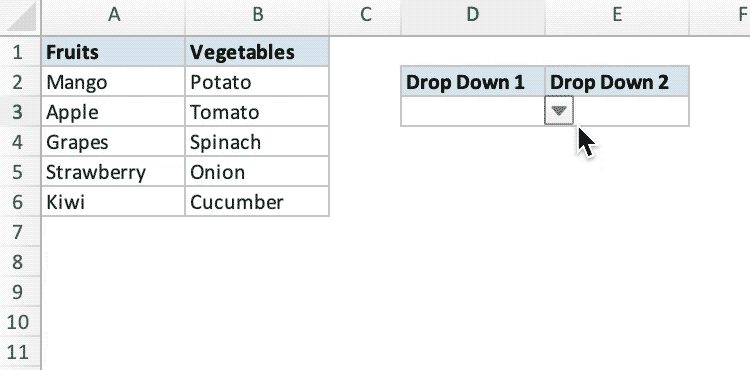 A B C D E F
1 Fruits Vegetables
2 Mango Potato Drop Down 1 Drop Down 2
3 Apple Tomato
4 Grapes Spinach
5 Strawberry Onion
6 Kiwi Cucumber
7
8
9
10
11